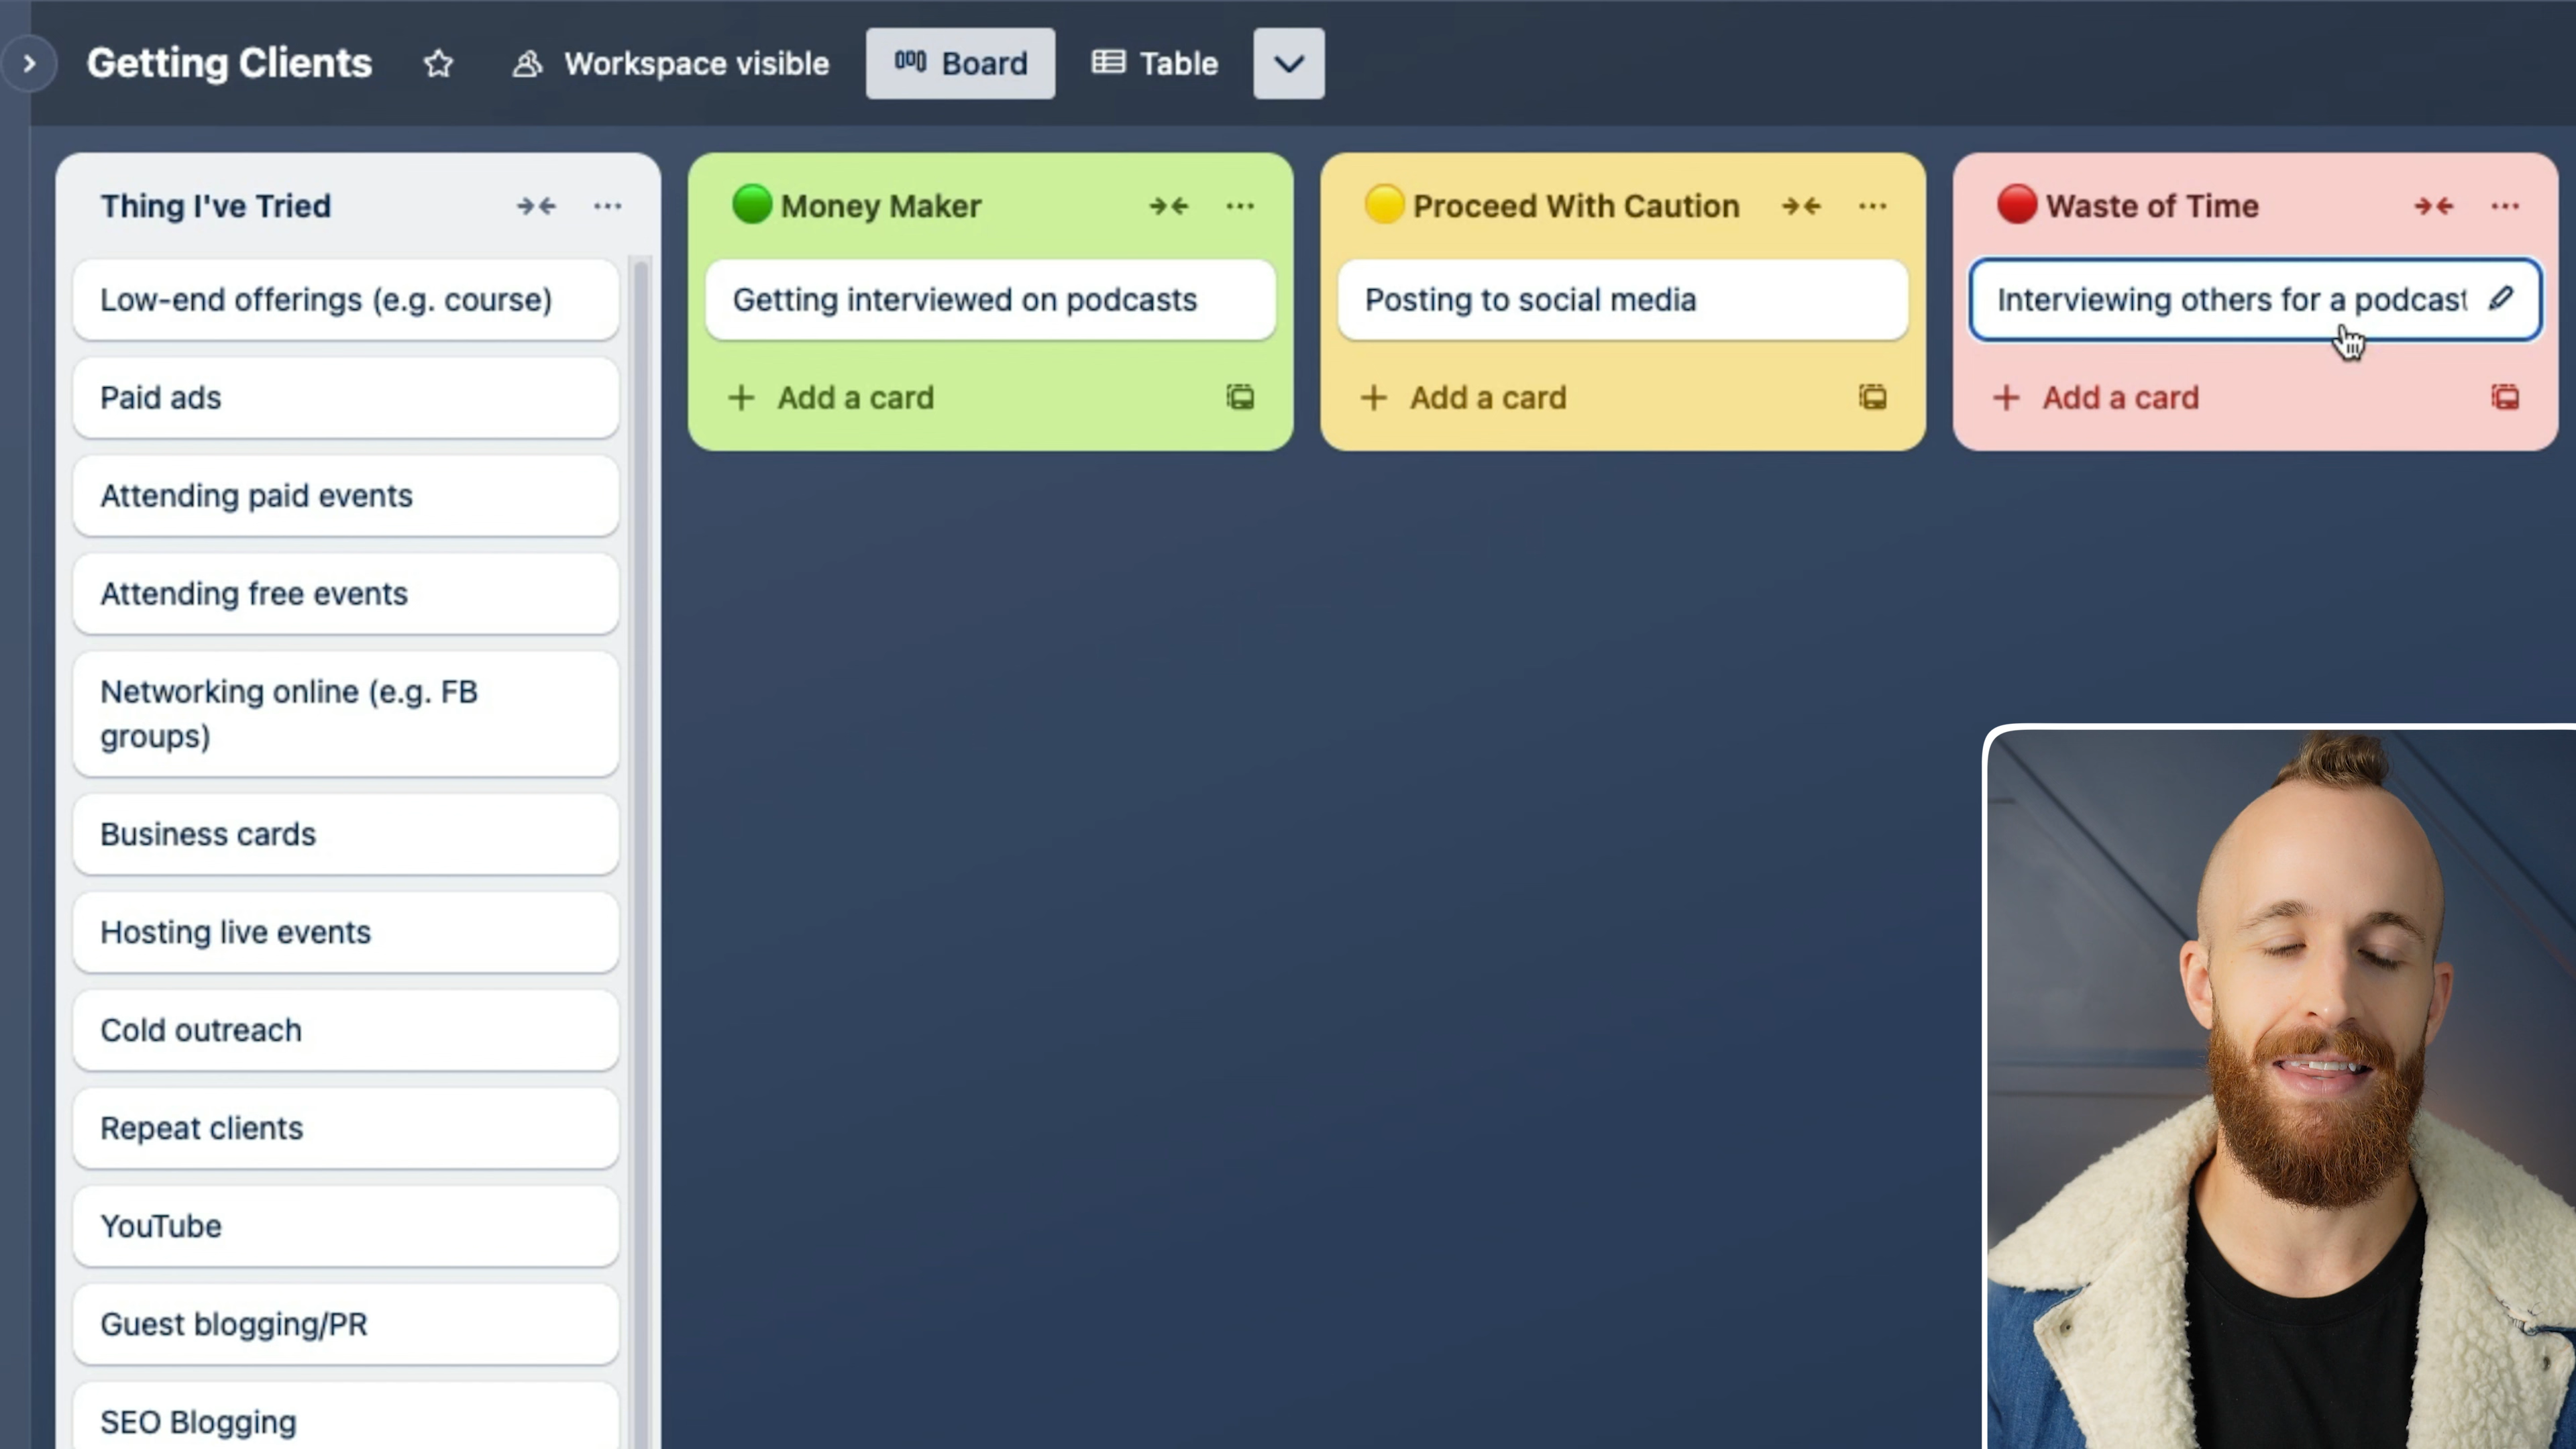 Getting Clients
Workspace visible
Board
Table
Thing I've Tried
Low-end offerings (e.g. course)
Paid ads
Attending paid events
Attending free events
Networking online (e.g. FB
groups)
Business cards
Hosting live events
Cold outreach
Repeat clients
YouTube
Guest blogging/PR
SEO Blogging
Money Maker
Getting interviewed on podcasts
+ Add a card
Proceed With Caution
Posting to social media
+ Add a card
Waste of Time
Interviewing others for a podcast
+ Add a card